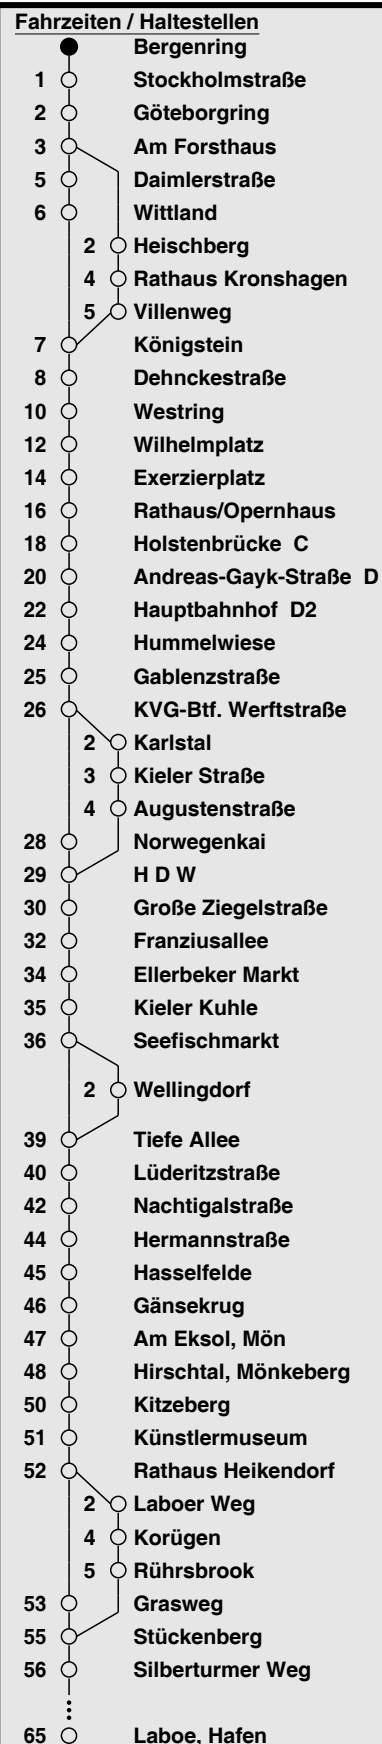 Fahrzeiten / Haltestellen
Bergenring
1 Stockholmstraße
2 Göteborgring
3 Am Forsthaus
5 Daimlerstraße
6 Wittland
2 Heischberg
4 Rathaus Kronshagen
5 Villenweg
7 Königstein
8 Dehnckestraße
10 Westring
12 Wilhelmplatz
14 Exerzierplatz
16 Rathaus/Opernhaus
18 Holstenbrücke C
20 Andreas-Gayk-Straße D
22 Hauptbahnhof D2
24 Hummelwiese
25 Gablenzstraße
26 KVG-Btf. Werftstraße
2 Karlstal
3 Kieler Straße
4 Augustenstraße
28 Norwegenkai
29 H D W
30 Große Ziegelstraße
32 Franziusallee
34 Ellerbeker Markt
35 Kieler Kuhle
36 Seefischmarkt
2 Wellingdorf
39 Tiefe Allee
40 Lüderitzstraße
42 Nachtigalstraße
44 Hermannstraße
45 Hasselfelde
46 Gänsekrug
47 Am Eksol, Mön
48 Hirschtal, Mönkeberg
50 Kitzeberg
51 Künstlermuseum
52 Rathaus Heikendorf
2 Laboer Weg
4 Korügen
5 Rührsbrook
53 Grasweg
55 Stückenberg
56 Silberturmer Weg
65 Laboe, Hafen